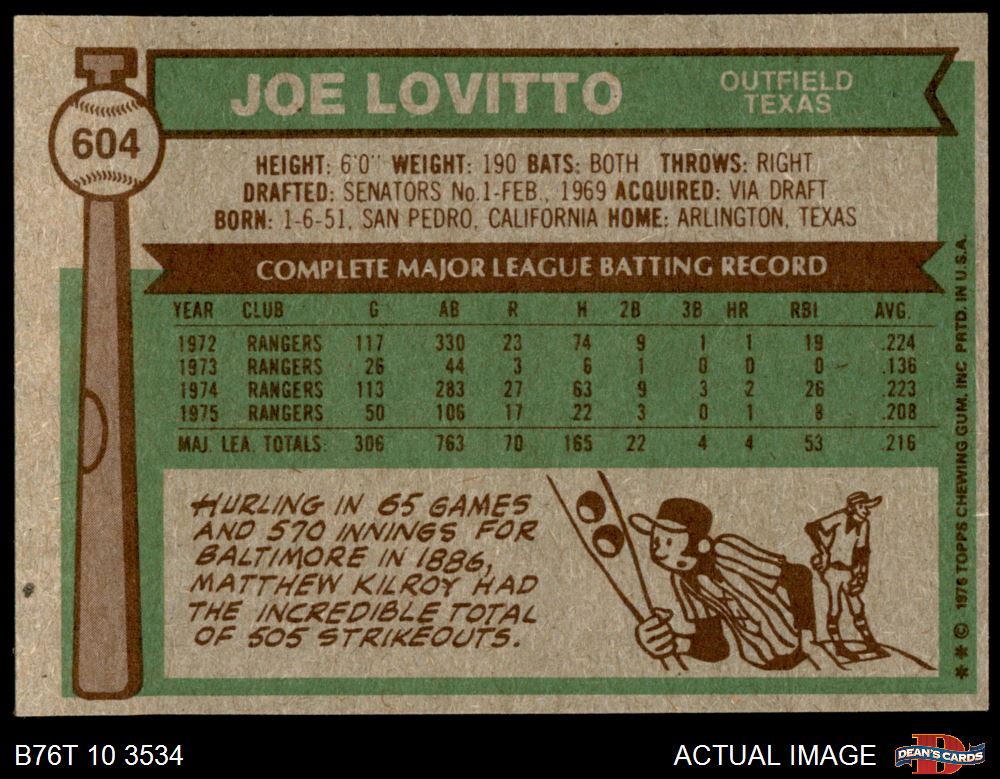 604
JOE LOVITTO
OUTFIELD
TEXAS
HEIGHT: 6'0" WEIGHT: 190 BATS: BOTH THROWS: RIGHT
DRAFTED: SENATORS No.1-FEB., 1969 ACQUIRED: VIA DRAFT
BORN: 1-6-51, SAN PEDRO, CALIFORNIA HOME: ARLINGTON, TEXAS
COMPLETE MAJOR LEAGUE BATTING RECORD
YEAR CLUB G AB R H 2B 3B HR RBI AVG.
1972 RANGERS 117 330 23 74 9 1 1 19 .224
1973 RANGERS 26 44 3 6 1 0 0 0 .136
1974 RANGERS 113 283 27 63 9 3 2 26 .223
1975 RANGERS 50 106 17 22 3 0 1 8 .208
MAJ. LEA. TOTALS: 306 763 70 165 22 4 4 53 .216
HURLING IN 65 GAMES
AND 570 INNINGS FOR
BALTIMORE IN 1886,
MATTHEW KILROY HAD
THE INCREDIBLE TOTAL
OF 505 STRIKEOUTS.
* * © 1976 TOPPS CHEWING GUM, INC. PRTD. IN U.S.A.
B76T 10 3534
ACTUAL IMAGE
D
DEAN'S CARDS